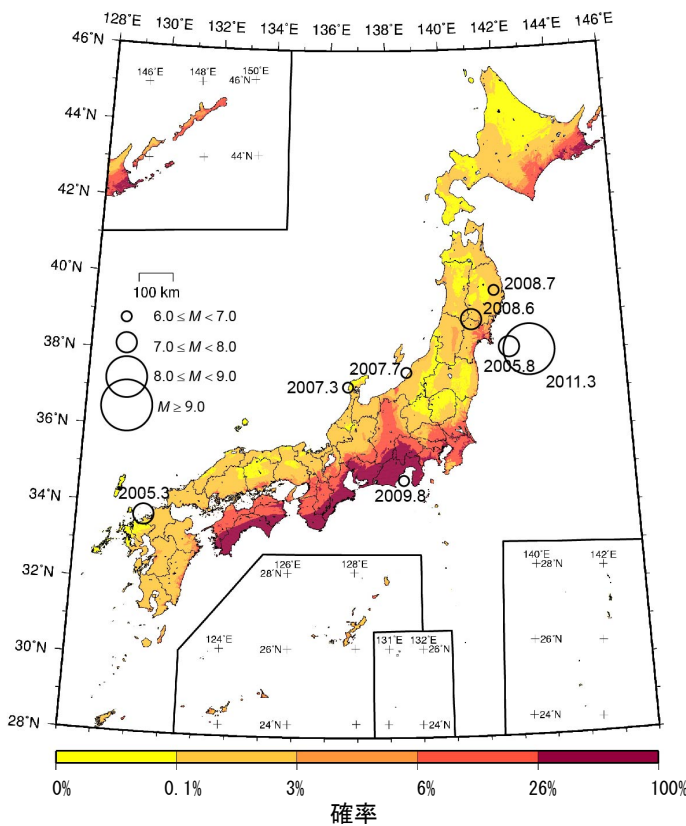 128°E 130°E 132°E 134°E 136°E 138°E 140°E 142°E 144°E 146°E
46°N
44°N
42°N
40°N
38°N
36°N
34°N
32°N
30°N
28°N
146°E 148°E 150°E
46°N
44°N
100 km
6.0 ≤ M < 7.0
7.0 ≤ M < 8.0
8.0 ≤ M < 9.0
M ≥ 9.0
2008.7
2008.6
2005.8
2011.3
2007.7
2007.3
2009.8
2005.3
126°E 128°E
28°N
124°E
26°N
24°N
131°E 132°E
26°N
24°N
140°E 142°E
28°N
26°N
24°N
0% 0.1% 3% 6% 26% 100%
確率